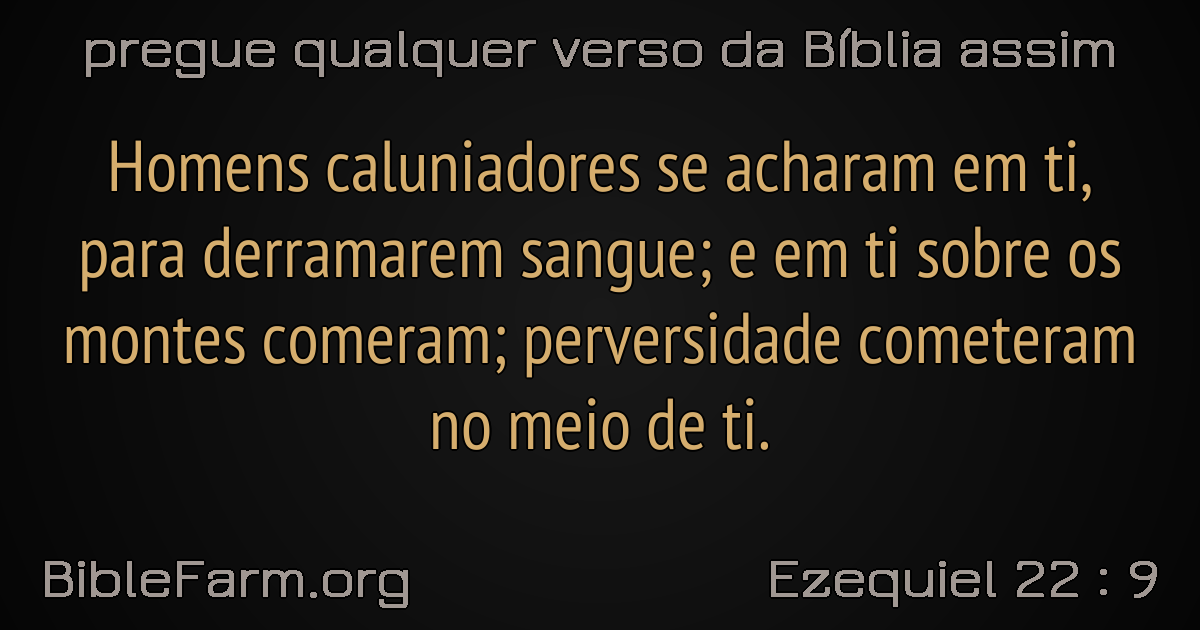 pregue qualquer verso da Bíblia assim
Homens caluniadores se acharam em ti,
para derramarem sangue; e em ti sobre os
montes comeram; perversidade cometeram
no meio de ti.
BibleFarm.org
Ezequiel 22 : 9